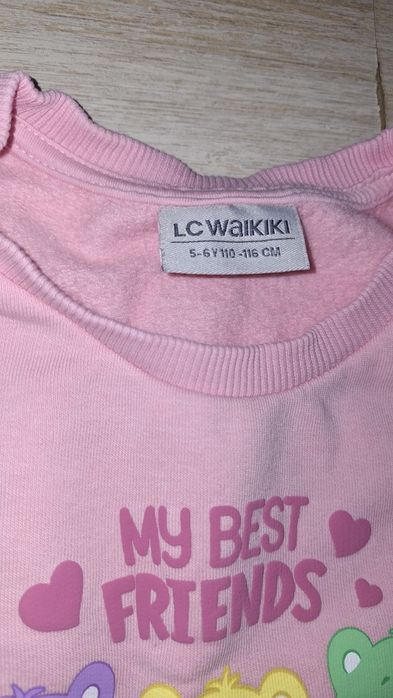 LC WAIKIKI
5-6 Y 110 -116 CM
MY BEST
FRIENDS